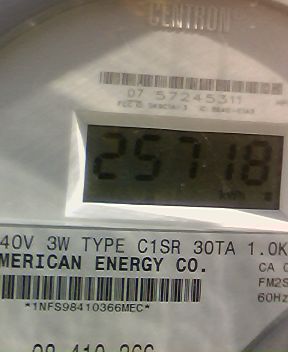 CENTRON
07 57245311
25718
kWh
40V 3W TYPE C1SR 30TA 1.0K
MERICAN ENERGY CO.
CA 0
FM2S
60Hz
*1NFS98410366MEC*